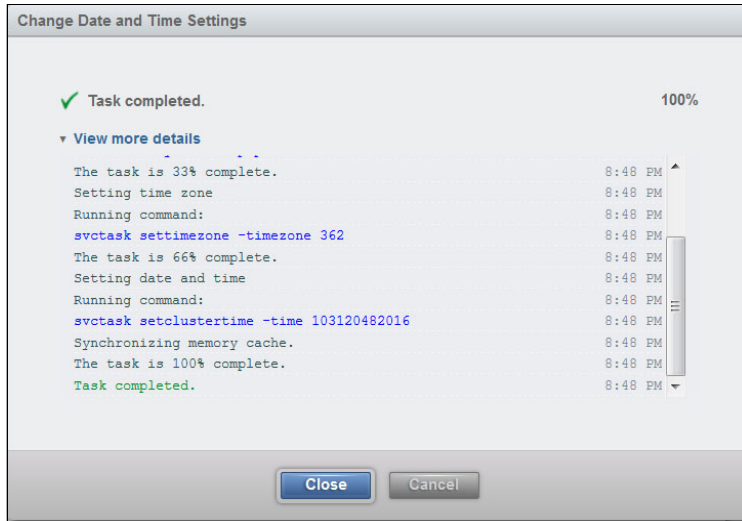 Change Date and Time Settings
Task completed. 100%
View more details
The task is 33% complete. 8:48 PM
Setting time zone 8:48 PM
Running command: 8:48 PM
svctask settimezone -timezone 362 8:48 PM
The task is 66% complete. 8:48 PM
Setting date and time 8:48 PM
Running command: 8:48 PM
svctask setclustertime -time 103120482016 8:48 PM
Synchronizing memory cache. 8:48 PM
The task is 100% complete. 8:48 PM
Task completed. 8:48 PM
Close Cancel